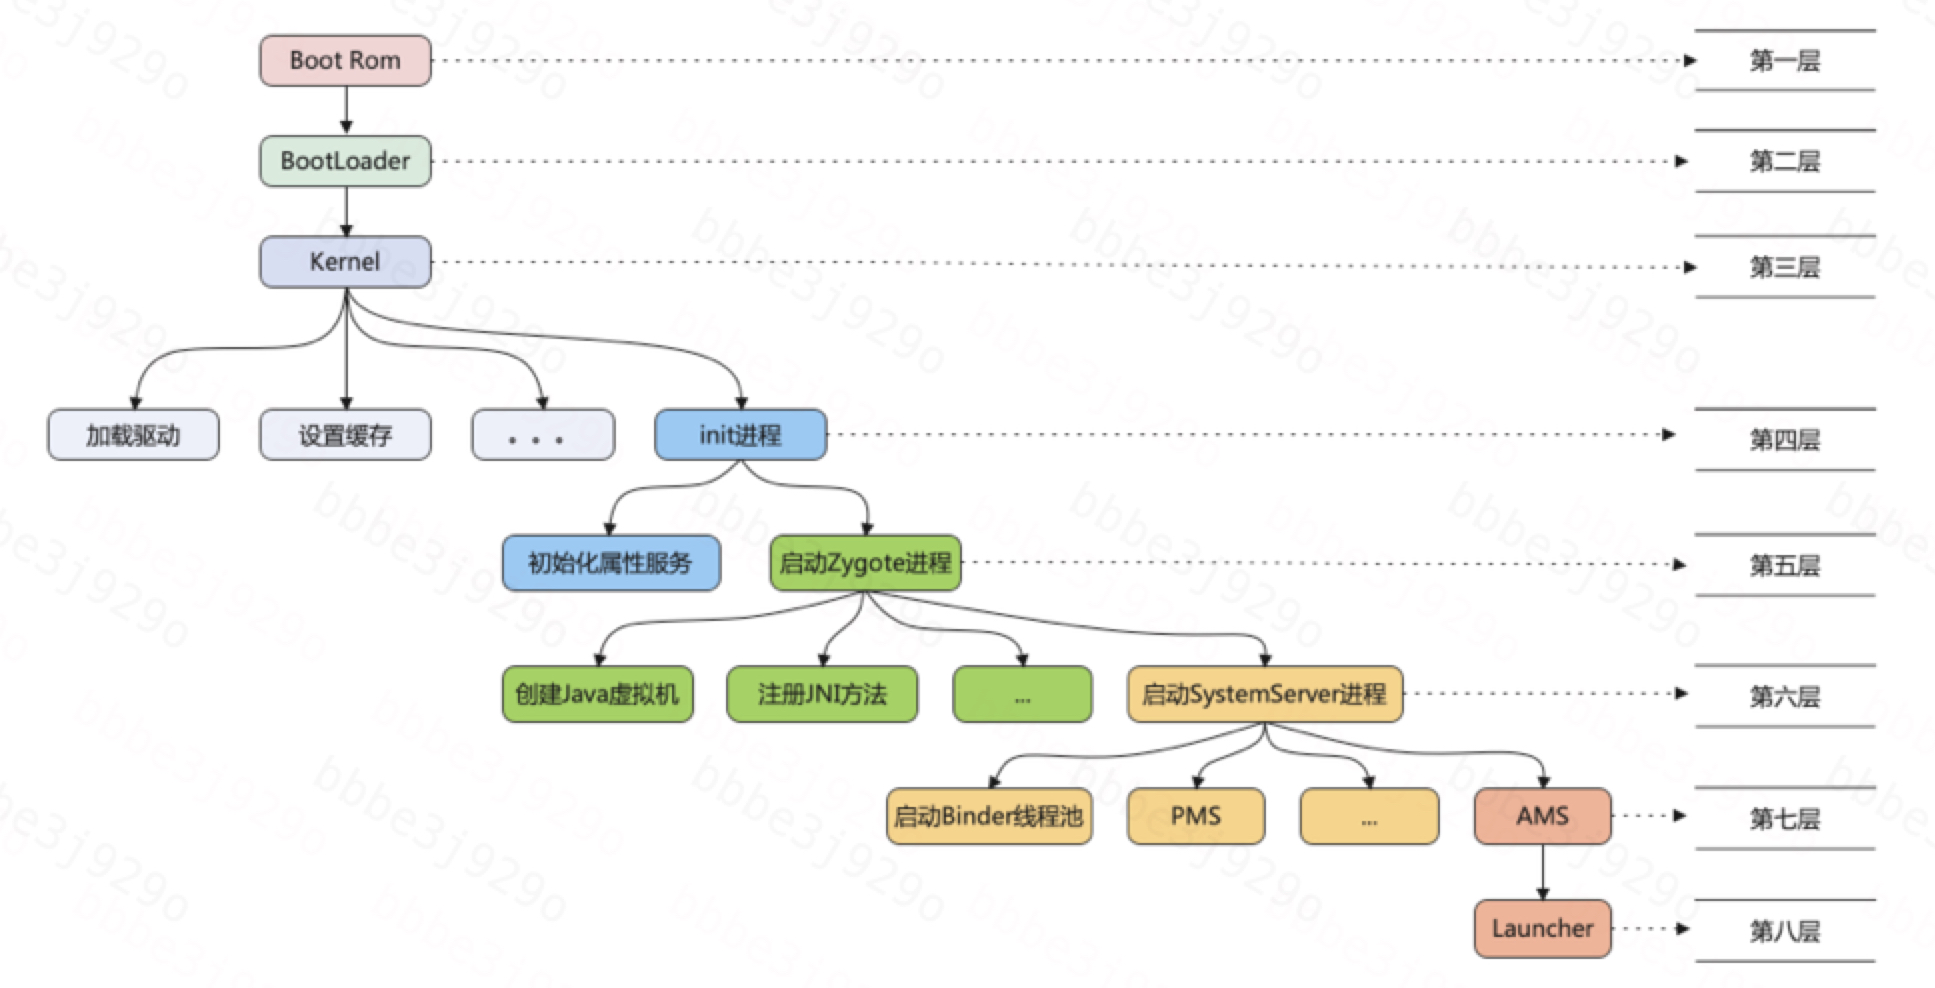 Boot Rom
第一层
BootLoader
第二层
Kernel
第三层
加载驱动
设置缓存
...
init进程
第四层
初始化属性服务
启动Zygote进程
第五层
创建Java虚拟机
注册JNI方法
...
启动SystemServer进程
第六层
启动Binder线程池
PMS
...
AMS
第七层
Launcher
第八层
bbbe3j929o